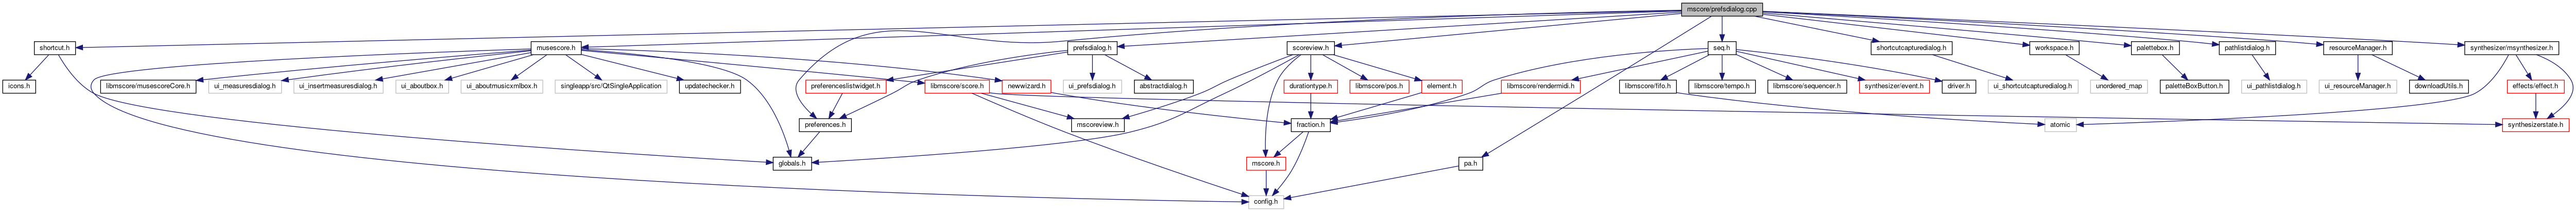 mscore/prefsdialog.cpp
shortcut.h
musescore.h
prefsdialog.h
scoreview.h
seq.h
shortcutcapturedialog.h
workspace.h
palettebox.h
pathlistdialog.h
resourceManager.h
synthesizer/msynthesizer.h
icons.h
libmscore/musescoreCore.h
ui_measuresdialog.h
ui_insertmeasuresdialog.h
ui_aboutbox.h
ui_aboutmusicxmlbox.h
singleapp/src/QtSingleApplication
updatechecker.h
preferenceslistwidget.h
libmscore/score.h
newwizard.h
ui_prefsdialog.h
abstractdialog.h
durationtype.h
libmscore/pos.h
element.h
libmscore/rendermidi.h
libmscore/fifo.h
libmscore/tempo.h
libmscore/sequencer.h
synthesizer/event.h
driver.h
ui_shortcutcapturedialog.h
unordered_map
paletteBoxButton.h
ui_pathlistdialog.h
ui_resourceManager.h
downloadUtils.h
effects/effect.h
preferences.h
mscoreview.h
fraction.h
atomic
synthesizerstate.h
globals.h
mscore.h
pa.h
config.h